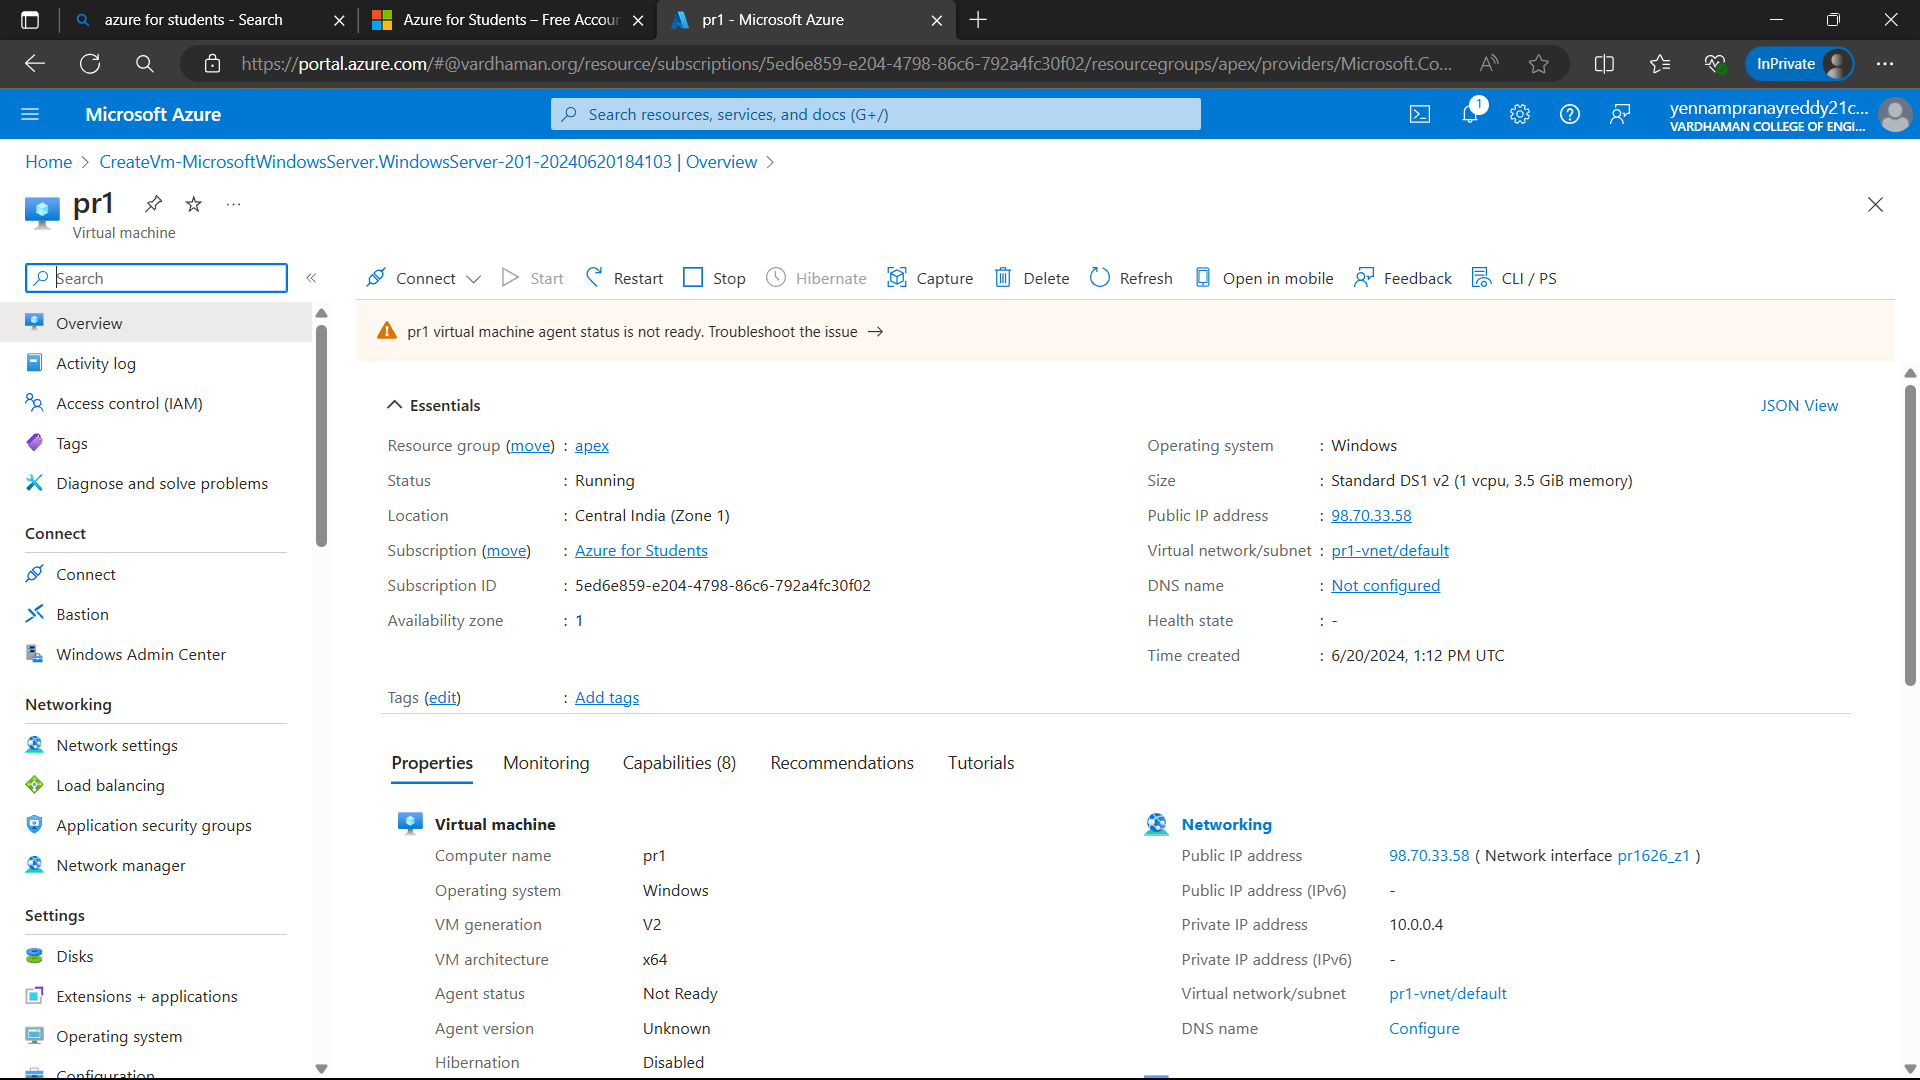 azure for students - Search
Azure for Students – Free Accoun
pr1 - Microsoft Azure
https://portal.azure.com/#@vardhaman.org/resource/subscriptions/5ed6e859-e204-4798-86c6-792a4fc30f02/resourcegroups/apex/providers/Microsoft.Co...
InPrivate
Microsoft Azure
Search resources, services, and docs (G+/)
1
yennampranayreddy21c...
VARDHAMAN COLLEGE OF ENGI...
Home > CreateVm-MicrosoftWindowsServer.WindowsServer-201-20240620184103 | Overview >
pr1
Virtual machine
Search
Connect
Start
Restart
Stop
Hibernate
Capture
Delete
Refresh
Open in mobile
Feedback
CLI / PS
Overview
Activity log
Access control (IAM)
Tags
Diagnose and solve problems
Connect
Connect
Bastion
Windows Admin Center
Networking
Network settings
Load balancing
Application security groups
Network manager
Settings
Disks
Extensions + applications
Operating system
Configuration
pr1 virtual machine agent status is not ready. Troubleshoot the issue →
Essentials
JSON View
Resource group (move) : apex
Status : Running
Location : Central India (Zone 1)
Subscription (move) : Azure for Students
Subscription ID : 5ed6e859-e204-4798-86c6-792a4fc30f02
Availability zone : 1
Operating system : Windows
Size : Standard DS1 v2 (1 vcpu, 3.5 GiB memory)
Public IP address : 98.70.33.58
Virtual network/subnet : pr1-vnet/default
DNS name : Not configured
Health state : -
Time created : 6/20/2024, 1:12 PM UTC
Tags (edit) : Add tags
Properties
Monitoring
Capabilities (8)
Recommendations
Tutorials
Virtual machine
Computer name pr1
Operating system Windows
VM generation V2
VM architecture x64
Agent status Not Ready
Agent version Unknown
Hibernation Disabled
Networking
Public IP address 98.70.33.58 ( Network interface pr1626_z1 )
Public IP address (IPv6) -
Private IP address 10.0.0.4
Private IP address (IPv6) -
Virtual network/subnet pr1-vnet/default
DNS name Configure